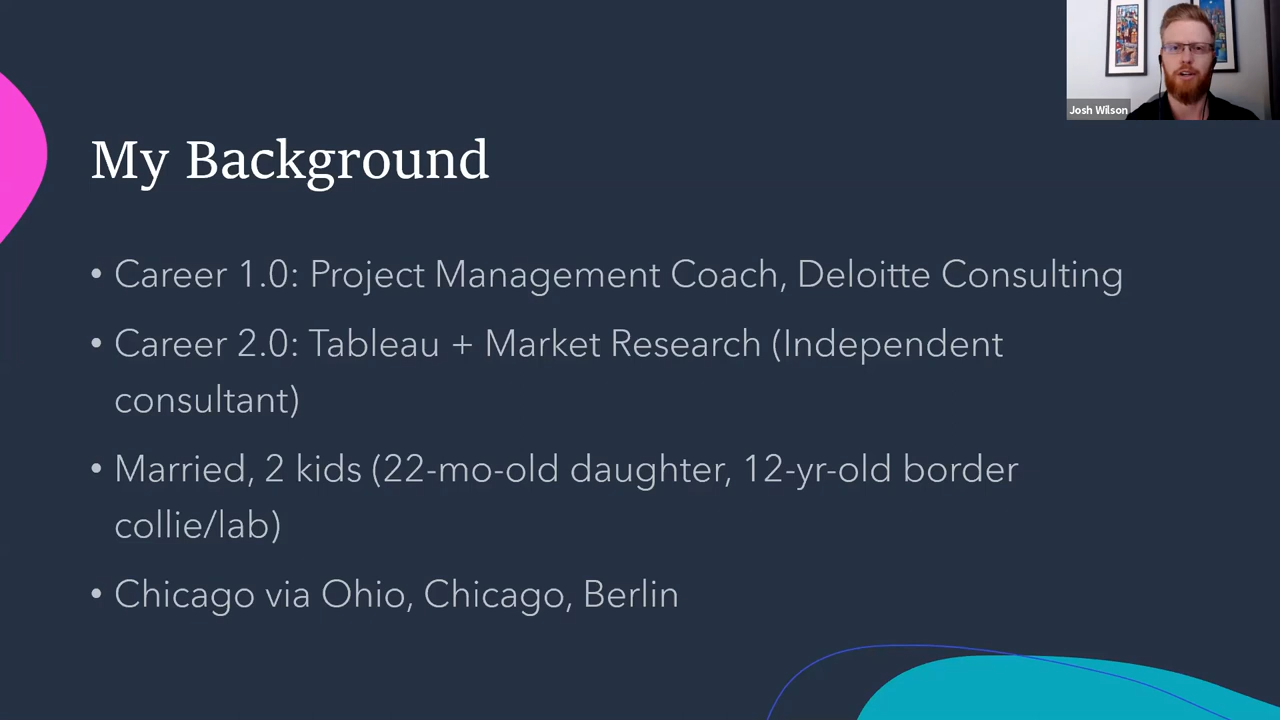 Josh Wilson
My Background
• Career 1.0: Project Management Coach, Deloitte Consulting
• Career 2.0: Tableau + Market Research (Independent
consultant)
• Married, 2 kids (22-mo-old daughter, 12-yr-old border
collie/lab)
• Chicago via Ohio, Chicago, Berlin